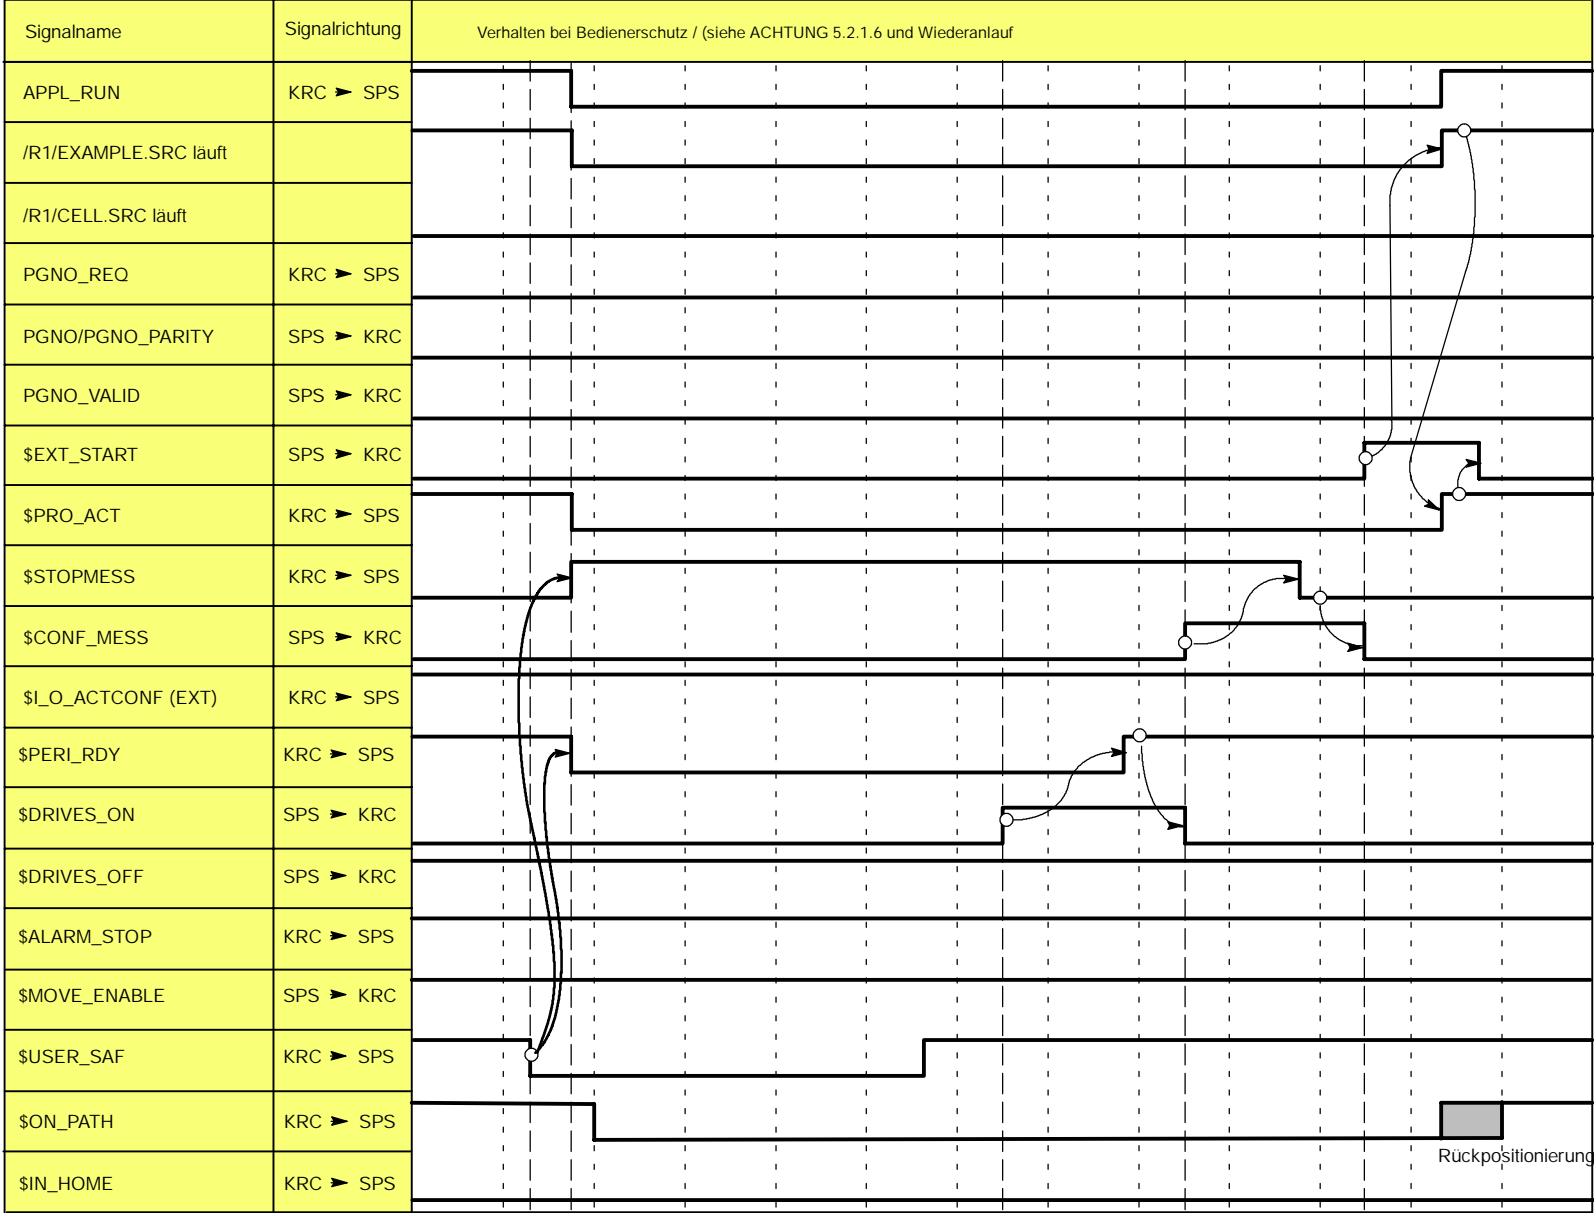 Signalname Signalrichtung Verhalten bei Bedienerschutz / (siehe ACHTUNG 5.2.1.6 und Wiederanlauf
APPL_RUN KRC ➤ SPS
/R1/EXAMPLE.SRC läuft
/R1/CELL.SRC läuft
PGNO_REQ KRC ➤ SPS
PGNO/PGNO_PARITY SPS ➤ KRC
PGNO_VALID SPS ➤ KRC
$EXT_START SPS ➤ KRC
$PRO_ACT KRC ➤ SPS
$STOPMESS KRC ➤ SPS
$CONF_MESS SPS ➤ KRC
$I_O_ACTCONF (EXT) KRC ➤ SPS
$PERI_RDY KRC ➤ SPS
$DRIVES_ON SPS ➤ KRC
$DRIVES_OFF SPS ➤ KRC
$ALARM_STOP KRC ➤ SPS
$MOVE_ENABLE SPS ➤ KRC
$USER_SAF KRC ➤ SPS
$ON_PATH KRC ➤ SPS
Rückpositionierung
$IN_HOME KRC ➤ SPS